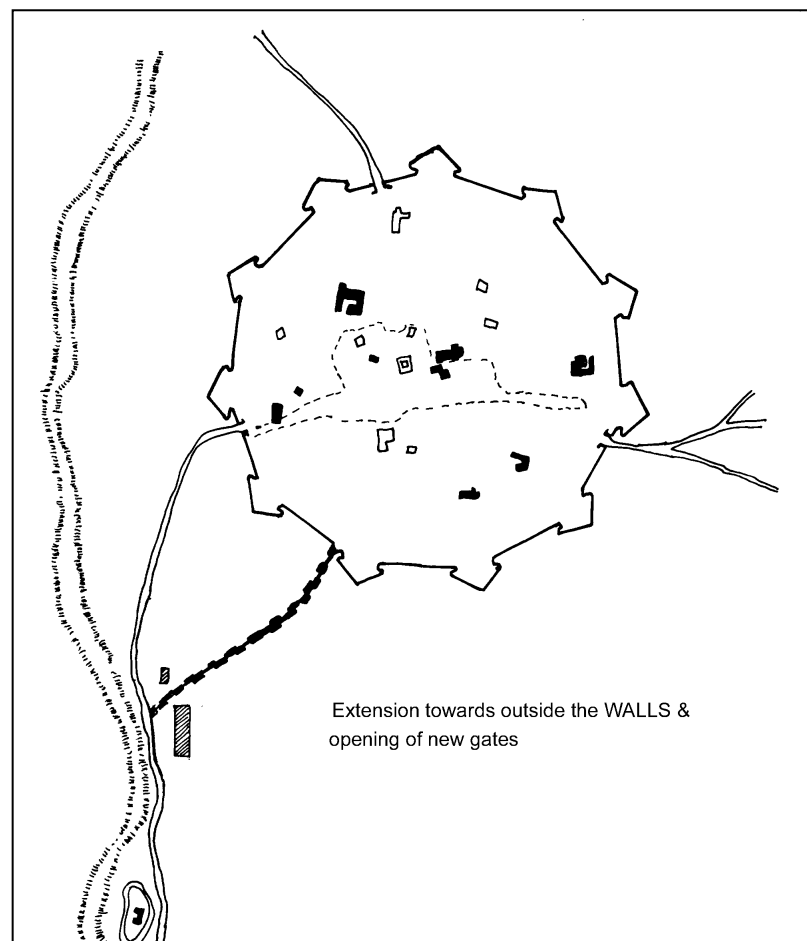 Extension towards outside the WALLS &
opening of new gates